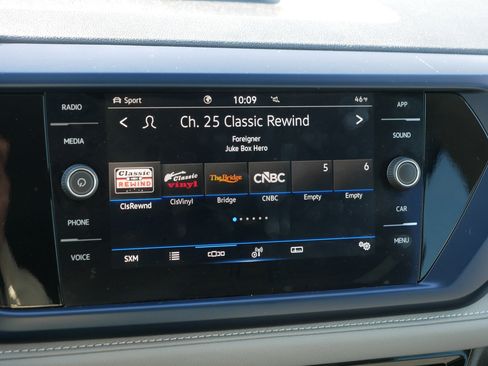 RADIO
MEDIA
PHONE
VOICE
Sport
10:09
46°F
APP
SOUND
CAR
MENU
< Ch. 25 Classic Rewind >
Foreigner
Juke Box Hero
Classic
REWIND
Classic
vinyl
The Bridge
CNBC
5
6
ClsRewnd
ClsVinyl
Bridge
CNBC
Empty
Empty
SXM